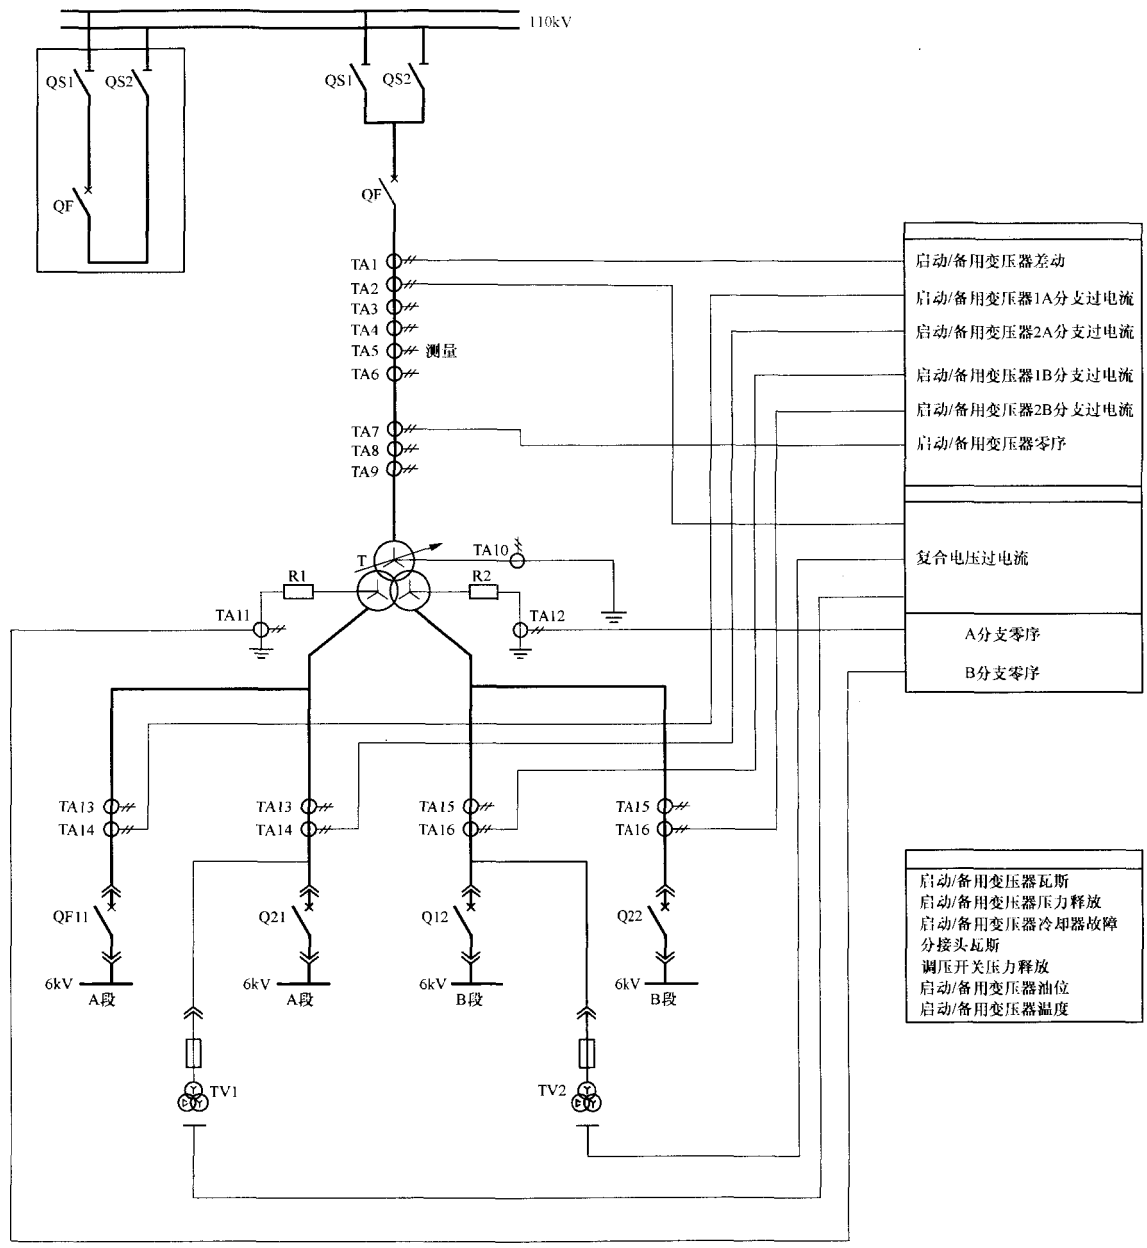 110kV
QS1
QS2
QS1
QS2
QF
QF
TA1
TA2
TA3
TA4
TA5
测量
TA6
TA7
TA8
TA9
启动/备用变压器差动
启动/备用变压器1A分支过电流
启动/备用变压器2A分支过电流
启动/备用变压器1B分支过电流
启动/备用变压器2B分支过电流
启动/备用变压器零序
复合电压过电流
A分支零序
B分支零序
T
TA10
R1
R2
TA11
TA12
TA13
TA13
TA15
TA15
TA14
TA14
TA16
TA16
QF11
Q21
Q12
Q22
6kV
6kV
6kV
6kV
A段
A段
B段
B段
TV1
TV2
启动/备用变压器瓦斯
启动/备用变压器压力释放
启动/备用变压器冷却器故障
分接头瓦斯
调压开关压力释放
启动/备用变压器油位
启动/备用变压器温度